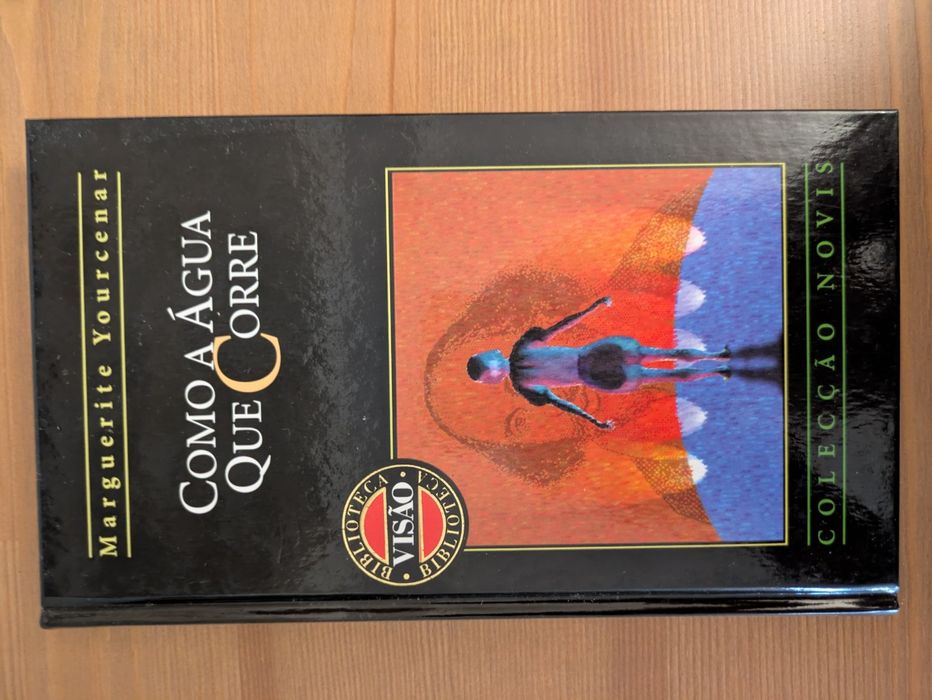 Marguerite Yourcenar
COMO A ÁGUA
QUE CORRE
BIBLIOTECA
VISÃO
BIBLIOTECA
COLECÇÃO NOVIS